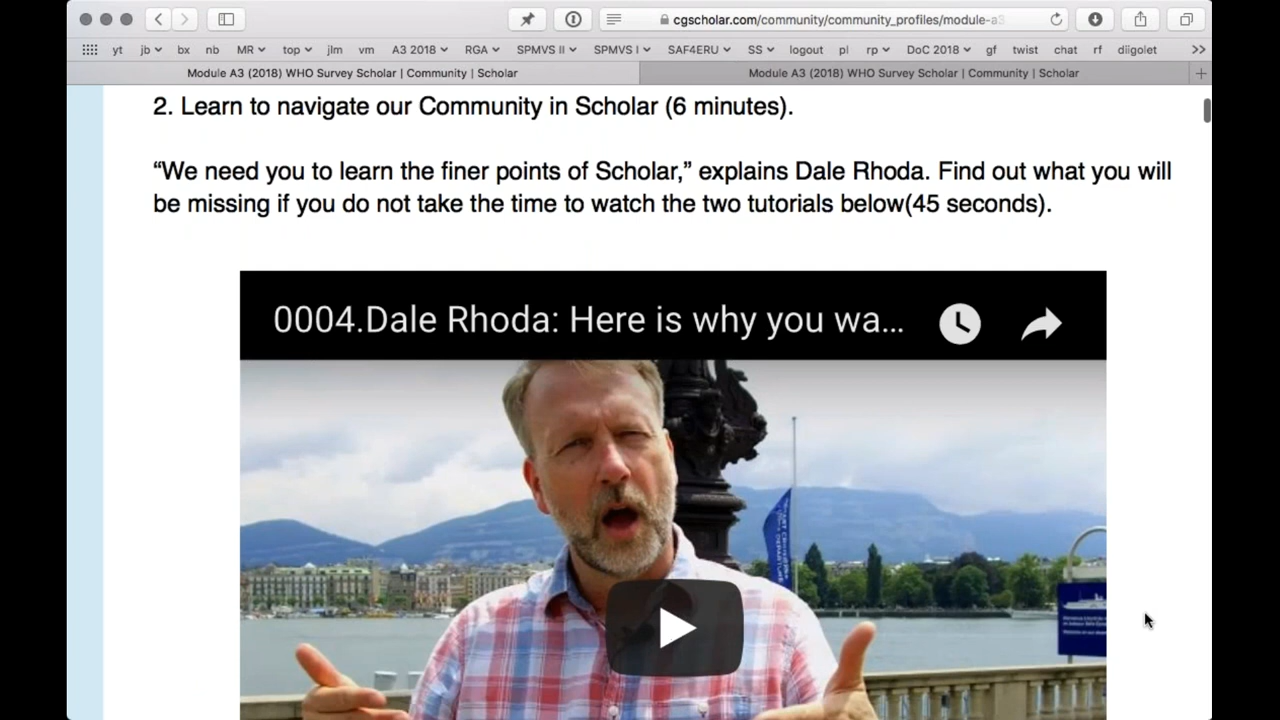 cgscholar.com/community/community_profiles/module-a3
yt jb bx nb MR top jlm vm A3 2018 RGA SPMVS II SPMVS I SAF4ERU SS logout pl rp DoC 2018 gf twist chat rf diigolet >>
Module A3 (2018) WHO Survey Scholar | Community | Scholar Module A3 (2018) WHO Survey Scholar | Community | Scholar +
2. Learn to navigate our Community in Scholar (6 minutes).
“We need you to learn the finer points of Scholar,” explains Dale Rhoda. Find out what you will
be missing if you do not take the time to watch the two tutorials below(45 seconds).
0004.Dale Rhoda: Here is why you wa...